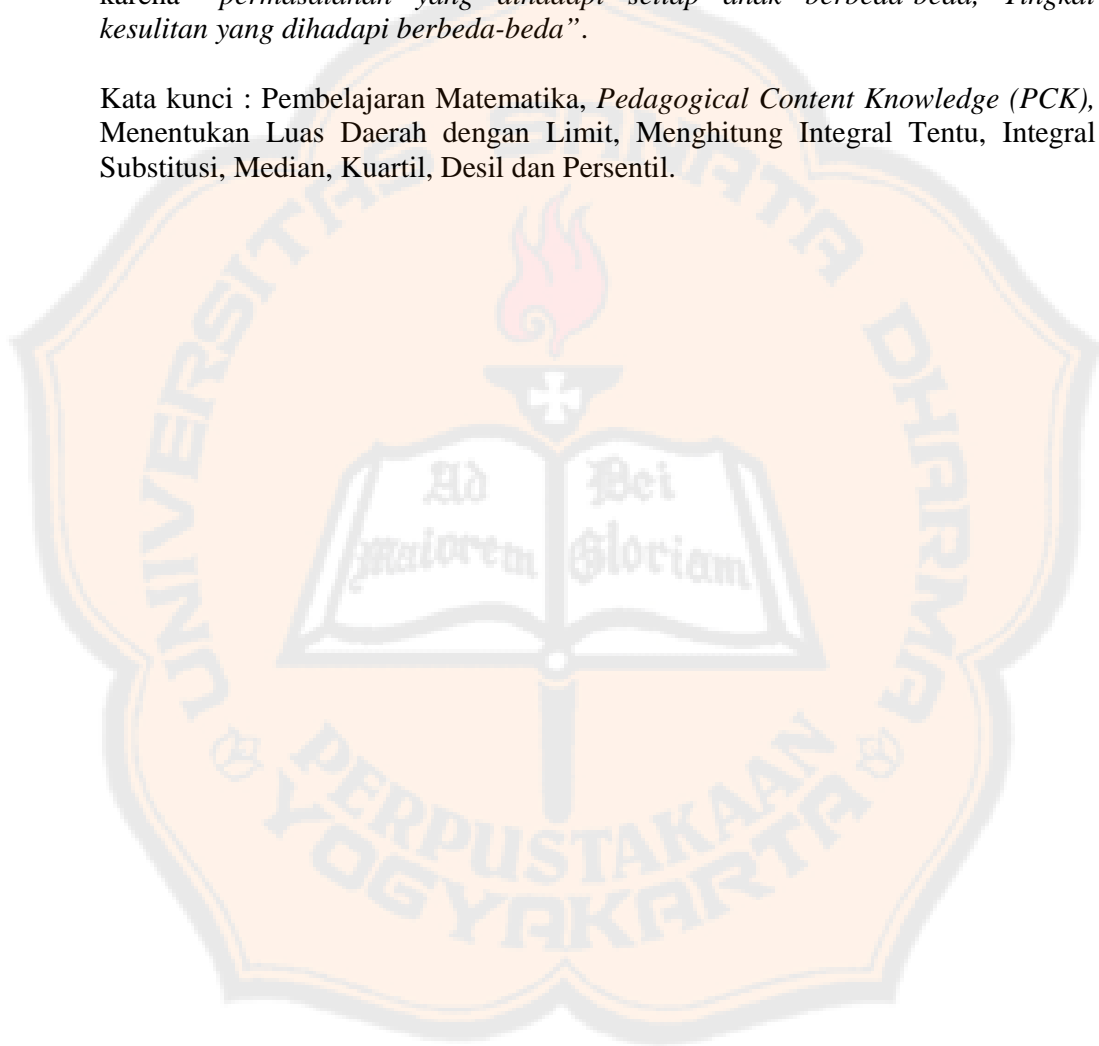 karena "permasalahan yang dihadapi setiap anak berbeda-beda, Tingkat
kesulitan yang dihadapi berbeda-beda".
Kata kunci : Pembelajaran Matematika, Pedagogical Content Knowledge (PCK),
Menentukan Luas Daerah dengan Limit, Menghitung Integral Tentu, Integral
Substitusi, Median, Kuartil, Desil dan Persentil.
UNIVERSITAS SANATA DHARMA
Ad
maiorem
Dei
Gloriam
PERPUSTAKAAN
YOGYAKARTA